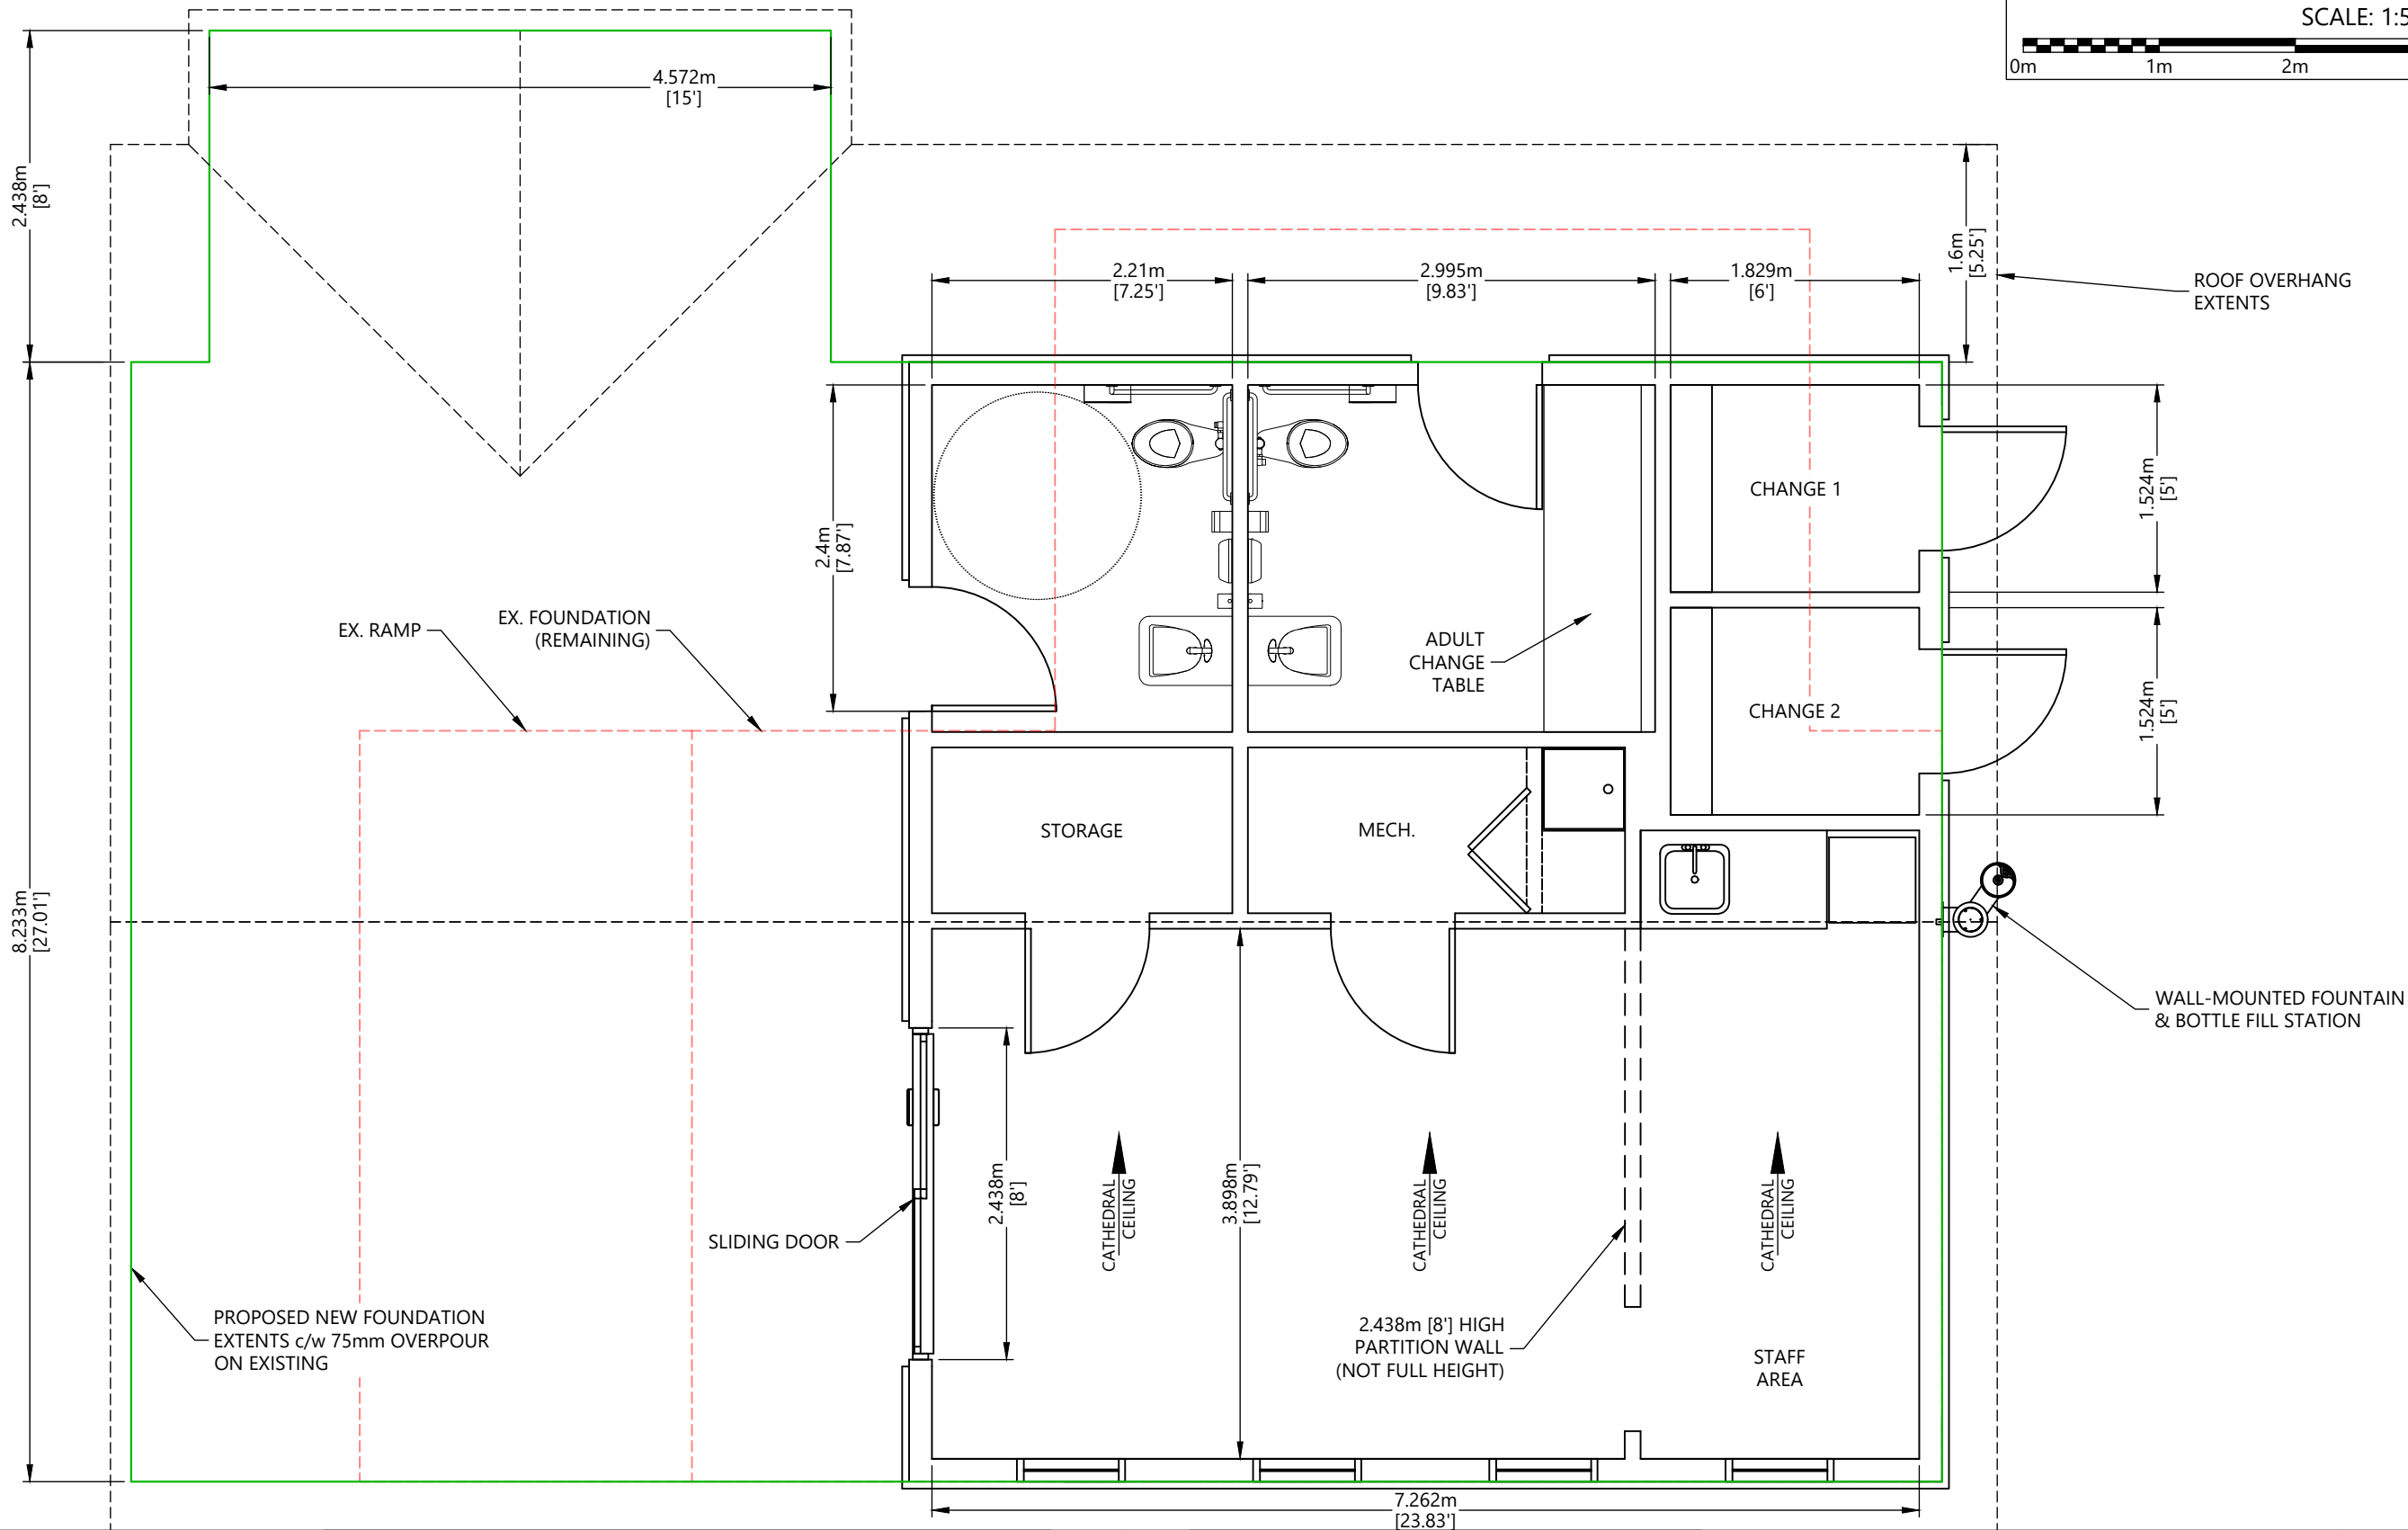 SCALE: 1:5
0m 1m 2m
4.572m
[15']
2.438m
[8']
1.6m
[5.25']
2.21m
[7.25']
2.995m
[9.83']
1.829m
[6']
ROOF OVERHANG
EXTENTS
CHANGE 1
1.524m
[5']
2.4m
[7.87']
EX. RAMP
EX. FOUNDATION
(REMAINING)
ADULT
CHANGE
TABLE
CHANGE 2
1.524m
[5']
STORAGE
MECH.
8.233m
[27.01']
WALL-MOUNTED FOUNTAIN
& BOTTLE FILL STATION
SLIDING DOOR
2.438m
[8']
CATHEDRAL
CEILING
3.898m
[12.79']
CATHEDRAL
CEILING
CATHEDRAL
CEILING
PROPOSED NEW FOUNDATION
EXTENTS c/w 75mm OVERPOUR
ON EXISTING
2.438m [8'] HIGH
PARTITION WALL
(NOT FULL HEIGHT)
STAFF
AREA
7.262m
[23.83']